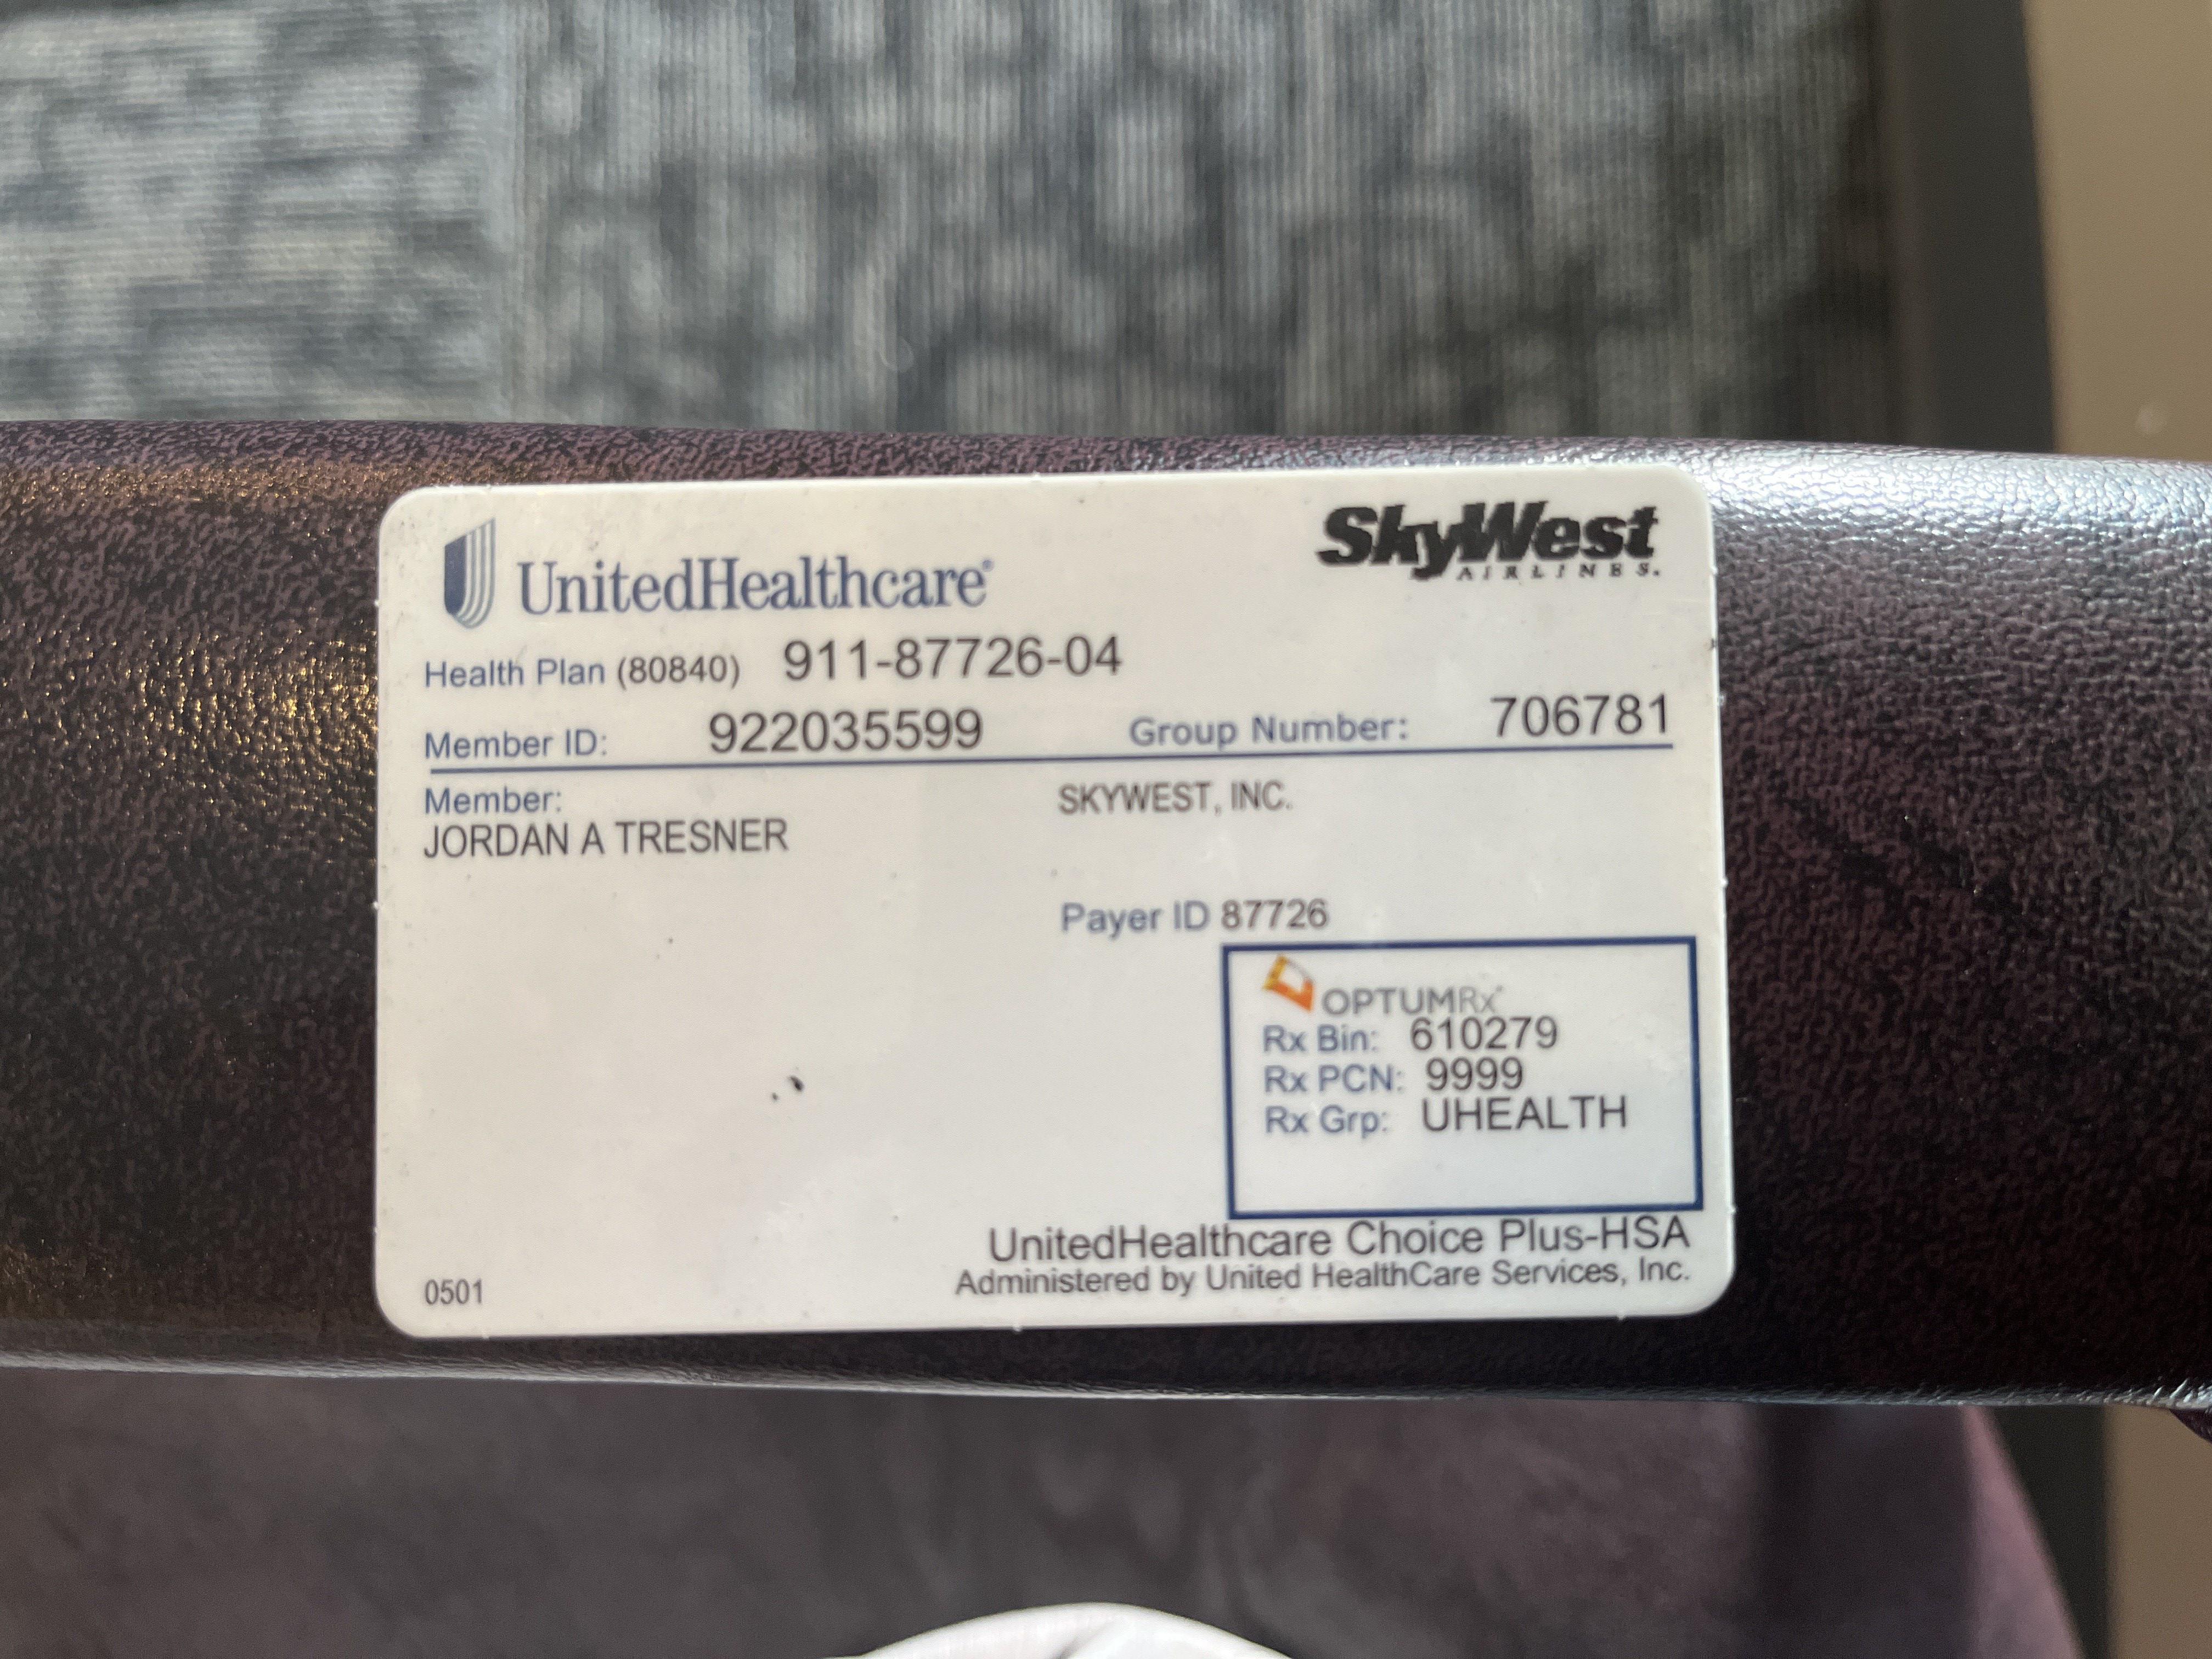 UnitedHealthcare®
SkyWest
AIRLINES.
Health Plan (80840) 911-87726-04
Member ID: 922035599 Group Number: 706781
Member:
JORDAN A TRESNER
SKYWEST, INC.
Payer ID 87726
OPTUMRx®
Rx Bin: 610279
Rx PCN: 9999
Rx Grp: UHEALTH
0501
UnitedHealthcare Choice Plus-HSA
Administered by United HealthCare Services, Inc.